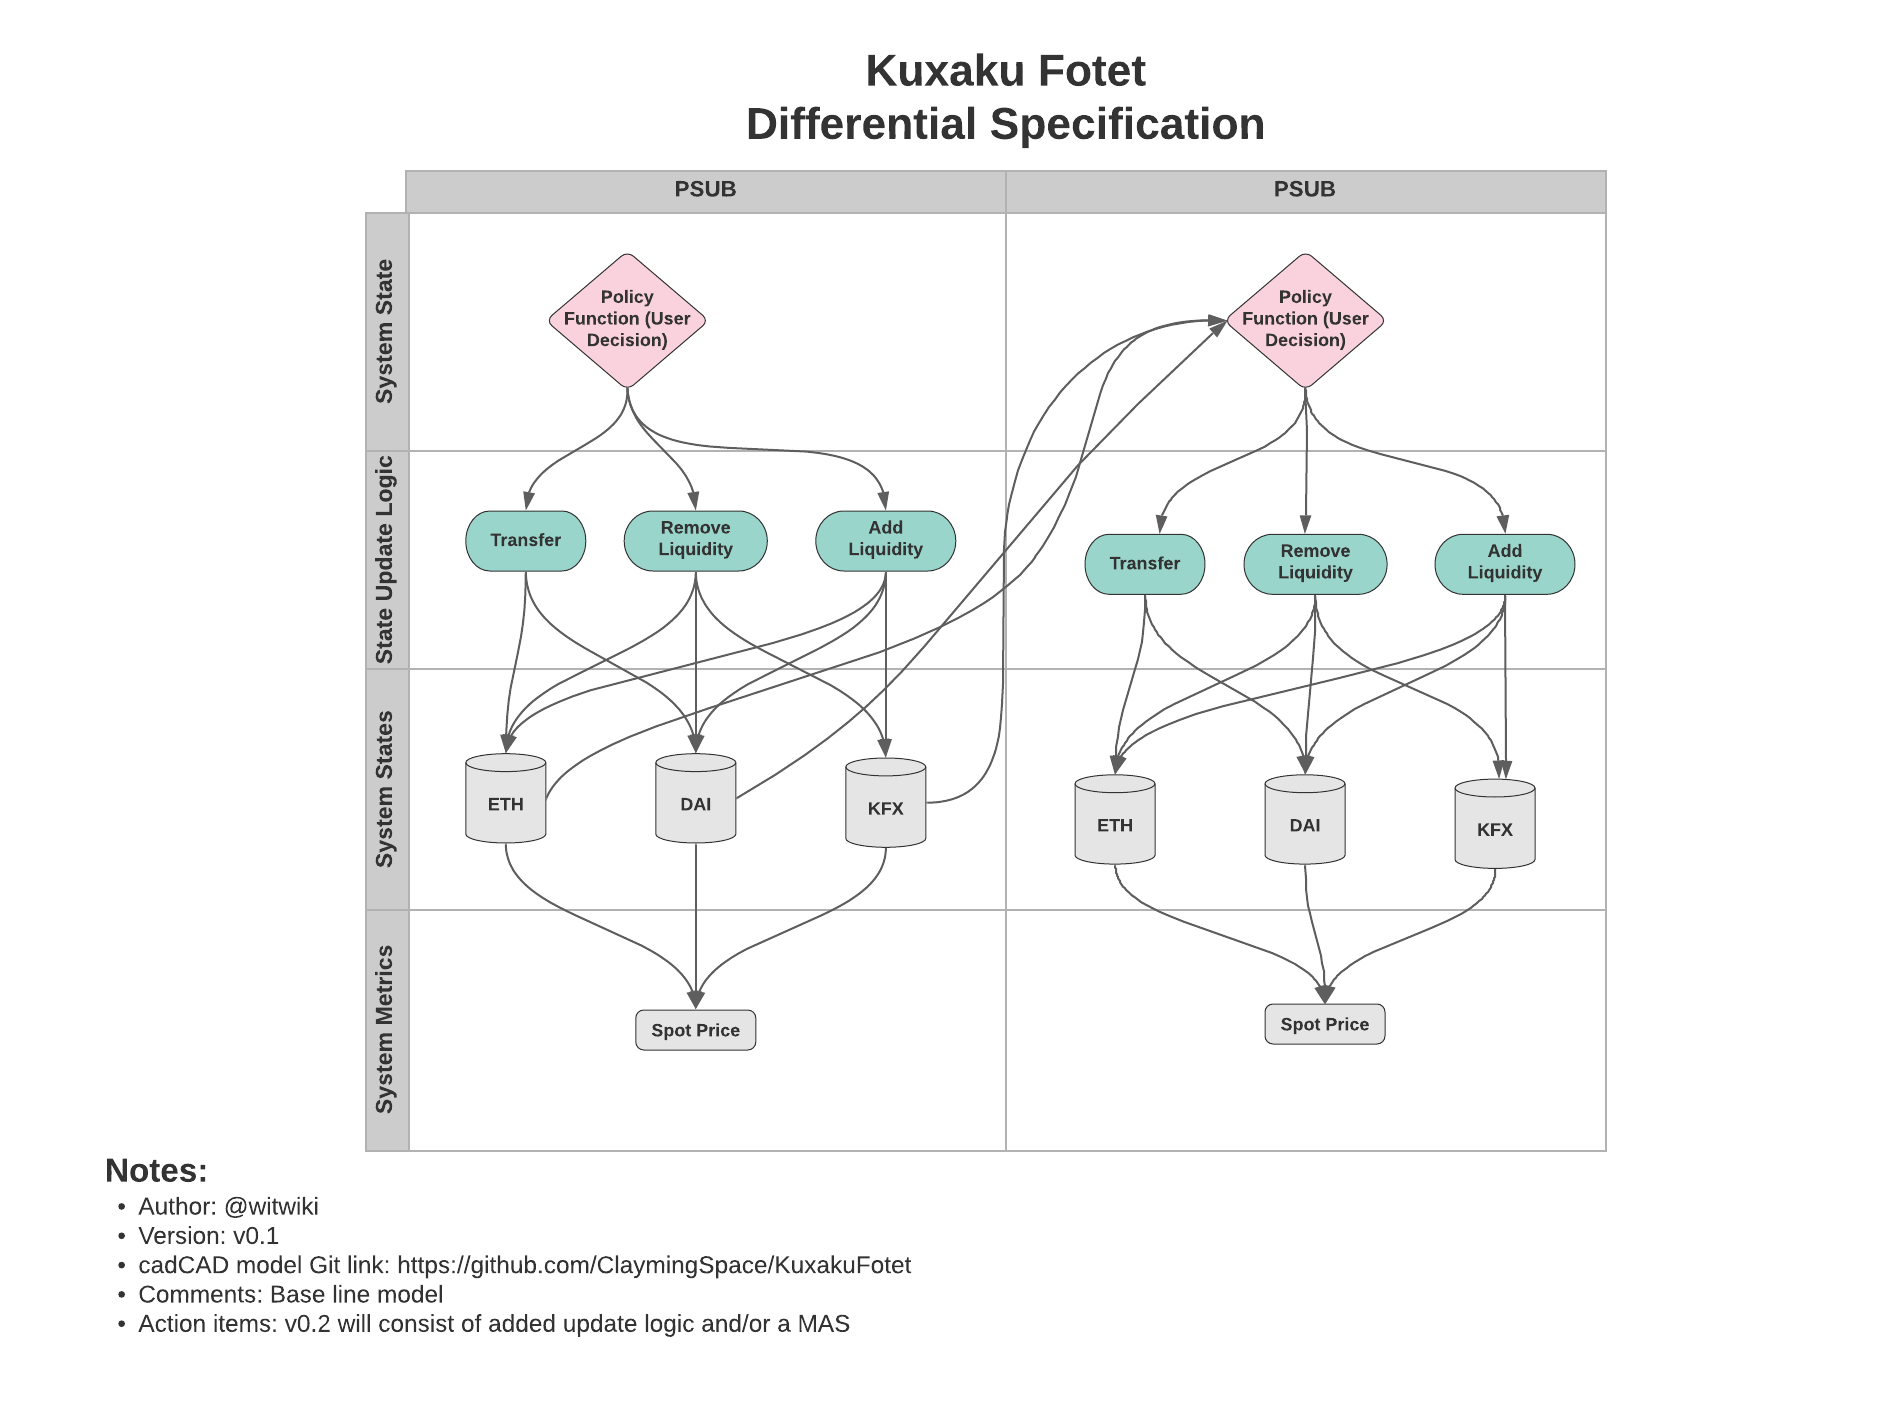 Kuxaku Fotet
Differential Specification
PSUB
PSUB
System State
Policy
Function (User
Decision)
Policy
Function (User
Decision)
State Update Logic
Transfer
Remove
Liquidity
Add
Liquidity
Transfer
Remove
Liquidity
Add
Liquidity
System States
ETH
DAI
KFX
ETH
DAI
KFX
System Metrics
Spot Price
Spot Price
Notes:
• Author: @witwiki
• Version: v0.1
• cadCAD model Git link: https://github.com/ClaymingSpace/KuxakuFotet
• Comments: Base line model
• Action items: v0.2 will consist of added update logic and/or a MAS